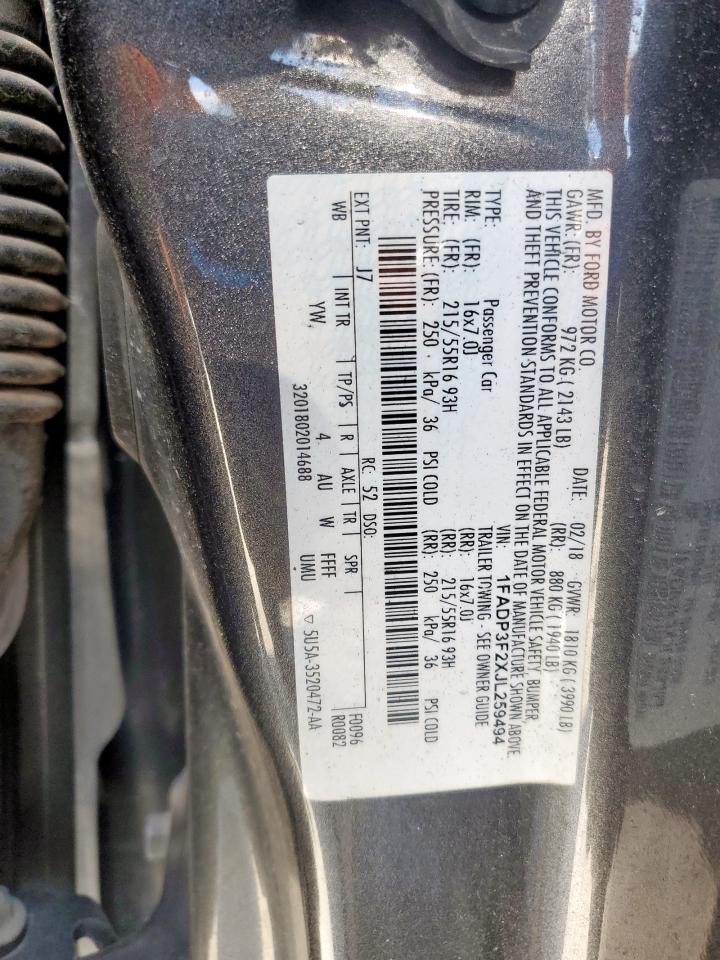 MFD. BY FORD MOTOR CO.
DATE: 02/18 GVWR: 1810 KG ( 3990 LB)
GAWR: (FR): 972 KG ( 2143 LB) (RR): 880 KG ( 1940 LB)
THIS VEHICLE CONFORMS TO ALL APPLICABLE FEDERAL MOTOR VEHICLE SAFETY, BUMPER,
AND THEFT PREVENTION STANDARDS IN EFFECT ON THE DATE OF MANUFACTURE SHOWN ABOVE.
VIN: 1FADP3F2XJL259494
TYPE: Passenger Car TRAILER TOWING - SEE OWNER GUIDE
RIM: (FR): 16x7.0J (RR): 16x7.0J
TIRE: (FR): 215/55R16 93H (RR): 215/55R16 93H
PRESSURE: (FR): 250 kPa/ 36 PSI COLD (RR): 250 kPa/ 36 PSI COLD
EXT PNT: J7 RC: 52 DSO: F0096
WB INT TR TP/PS R AXLE TR SPR R0082
YW, 4 AU W FFFF
3201802014688 UMU 5U5A-3520472-AA